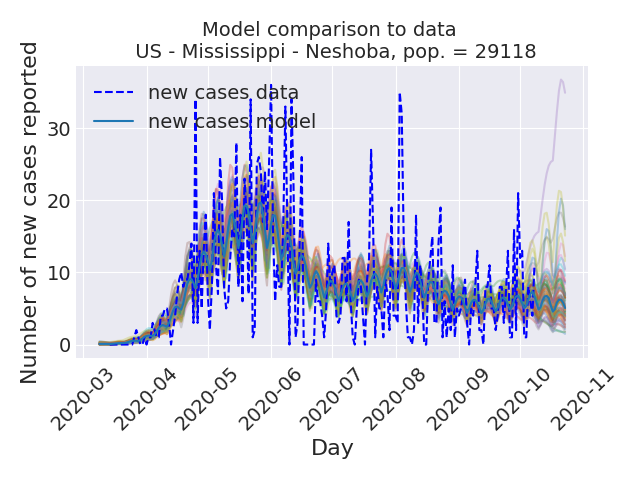 Model comparison to data
US - Mississippi - Neshoba, pop. = 29118
Number of new cases reported
30
20
10
0
new cases data
new cases model
2020-03
2020-04
2020-05
2020-06
2020-07
2020-08
2020-09
2020-10
2020-11
Day